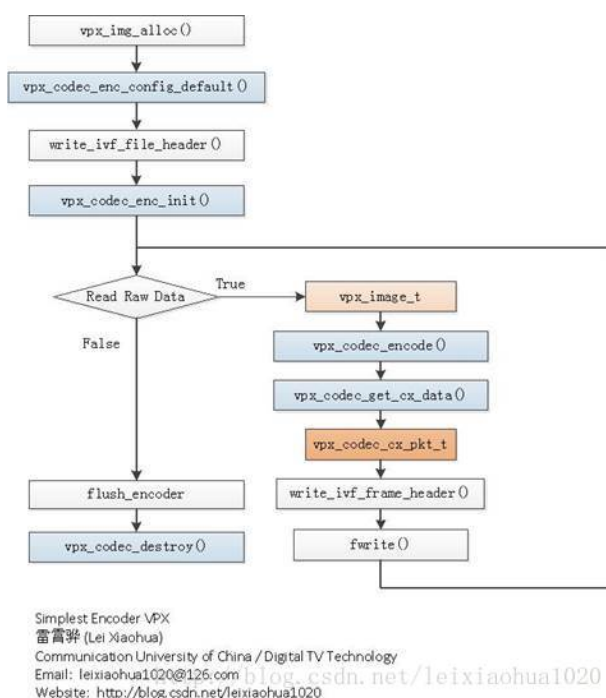 vpx_img_alloc()
vpx_codec_enc_config_default()
write_ivf_file_header()
vpx_codec_enc_init()
Read Raw Data
True
False
vpx_image_t
vpx_codec_encode()
vpx_codec_get_cx_data()
vpx_codec_cx_pkt_t
write_ivf_frame_header()
fwrite()
flush_encoder
vpx_codec_destroy()
Simplest Encoder VPX
雷霄骅 (Lei Xiaohua)
Communication University of China / Digital TV Technology
Email: leixiaohua1020@126.com
Website: http://blog.csdn.net/leixiaohua1020
http://blog.csdn.net/leixiaohua1020